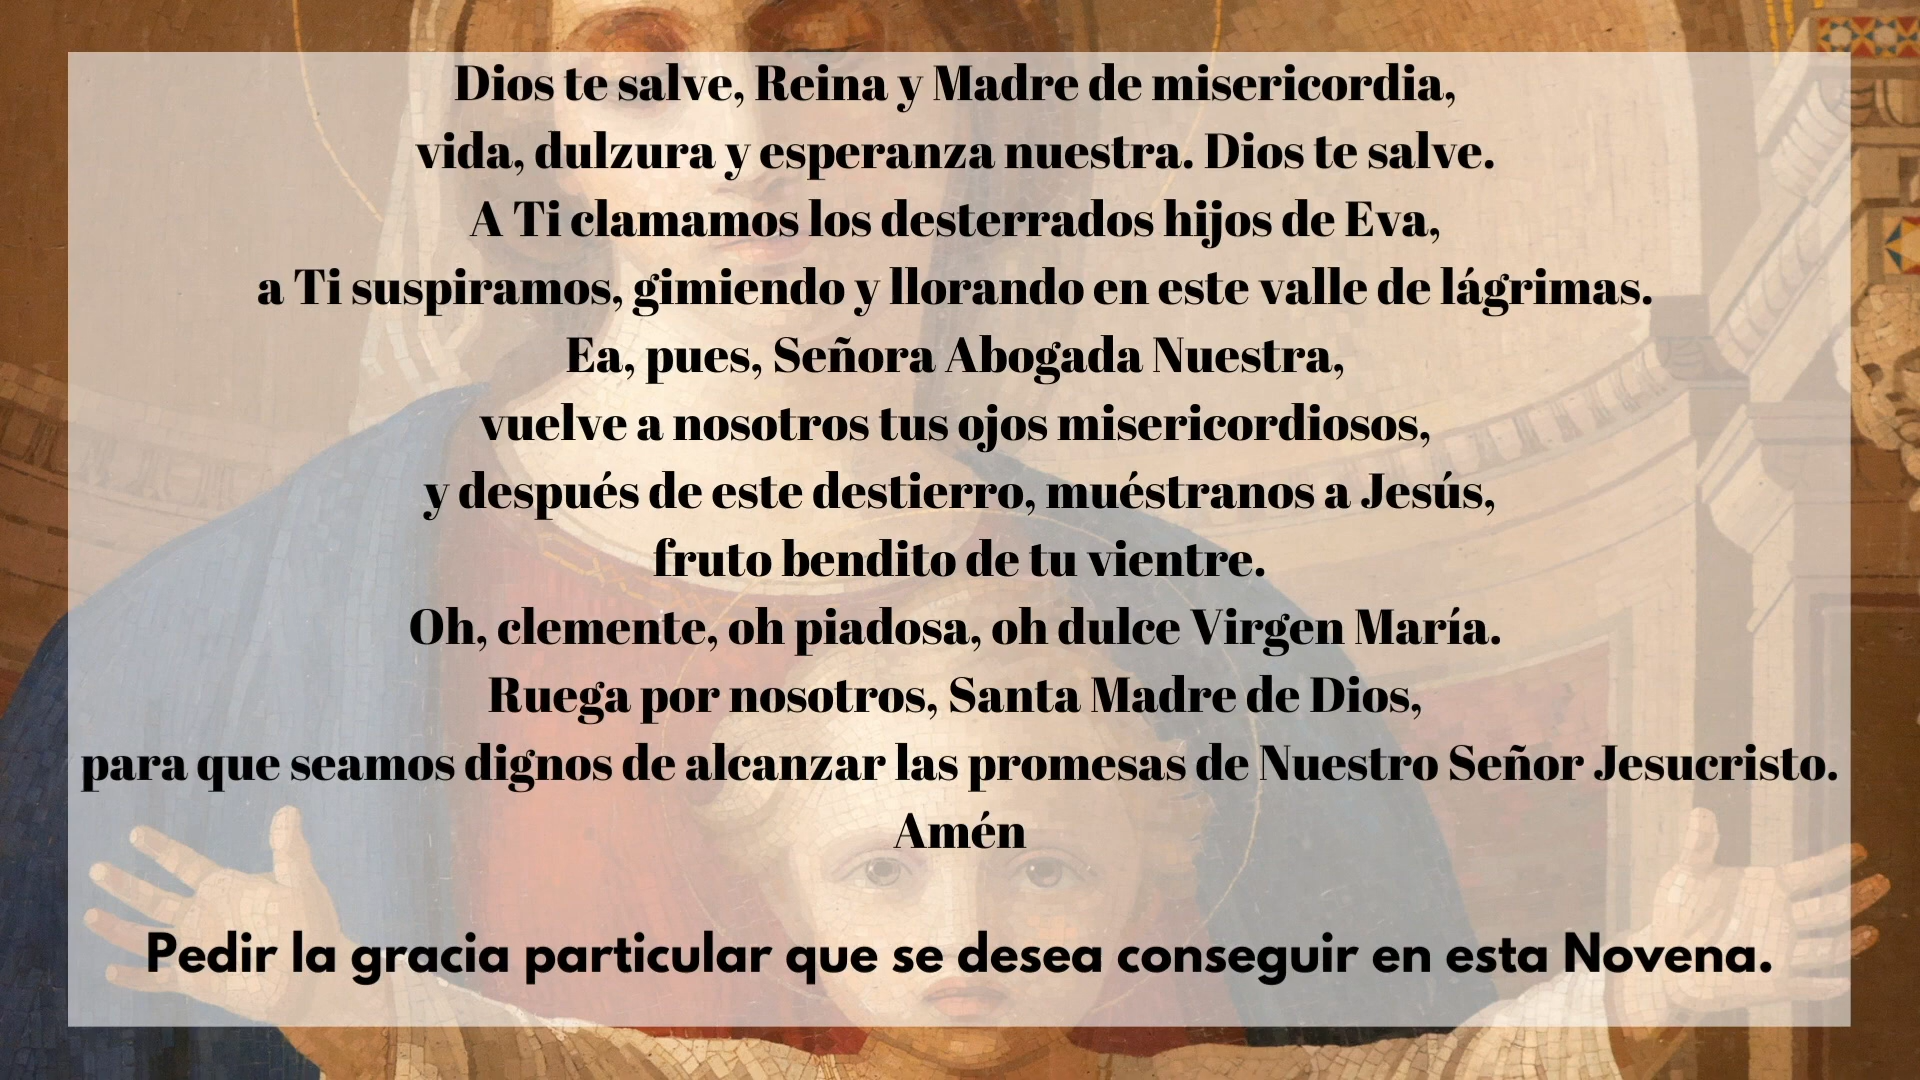 Dios te salve, Reina y Madre de misericordia,
vida, dulzura y esperanza nuestra. Dios te salve.
A Ti clamamos los desterrados hijos de Eva,
a Ti suspiramos, gimiendo y llorando en este valle de lágrimas.
Ea, pues, Señora Abogada Nuestra,
vuelve a nosotros tus ojos misericordiosos,
y después de este destierro, muéstranos a Jesús,
fruto bendito de tu vientre.
Oh, clemente, oh piadosa, oh dulce Virgen María.
Ruega por nosotros, Santa Madre de Dios,
para que seamos dignos de alcanzar las promesas de Nuestro Señor Jesucristo.
Amén
Pedir la gracia particular que se desea conseguir en esta Novena.